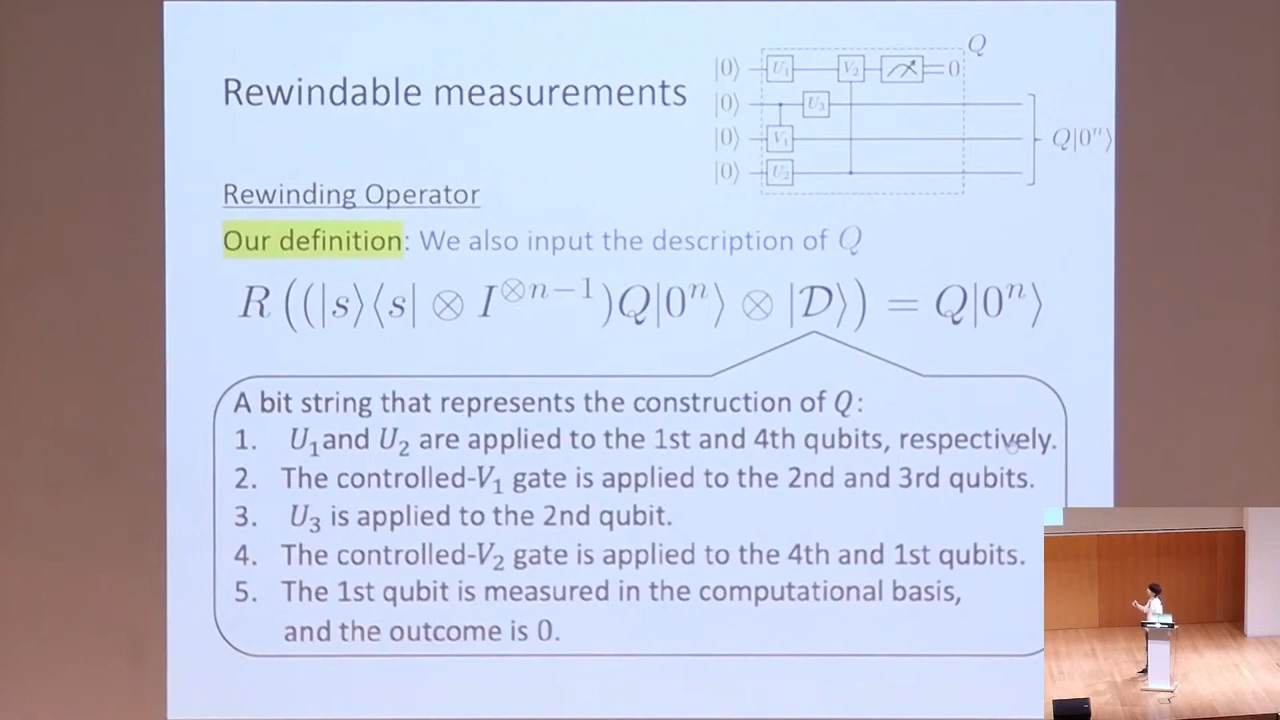 Rewindable measurements
Q
|0⟩ U₁ V₂ 0
|0⟩ U₃
|0⟩ V₁
|0⟩ U₂
Q|0ⁿ⟩
Rewinding Operator
Our definition: We also input the description of Q
R ((|s⟩⟨s| ⊗ I^{⊗n−1})Q|0ⁿ⟩ ⊗ |𝒟⟩) = Q|0ⁿ⟩
A bit string that represents the construction of Q:
1. U₁and U₂ are applied to the 1st and 4th qubits, respectively.
2. The controlled-V₁ gate is applied to the 2nd and 3rd qubits.
3. U₃ is applied to the 2nd qubit.
4. The controlled-V₂ gate is applied to the 4th and 1st qubits.
5. The 1st qubit is measured in the computational basis,
and the outcome is 0.